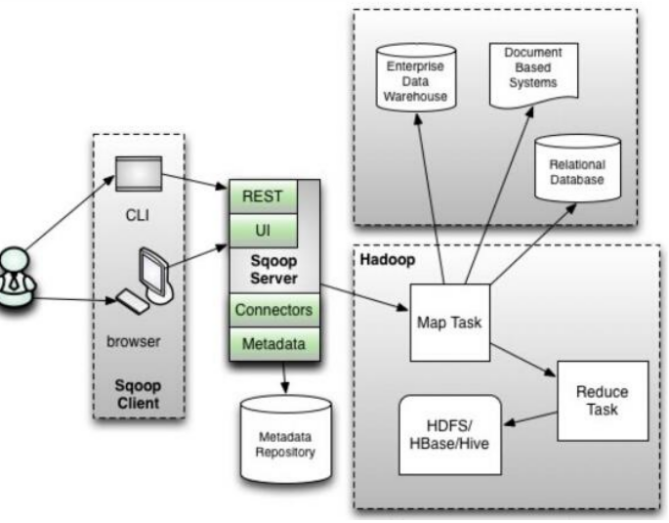 Enterprise
Data
Warehouse
Document
Based
Systems
Relational
Database
CLI
browser
Sqoop
Client
REST
UI
Sqoop
Server
Connectors
Metadata
Metadata
Repository
Hadoop
Map Task
Reduce
Task
HDFS/
HBase/Hive